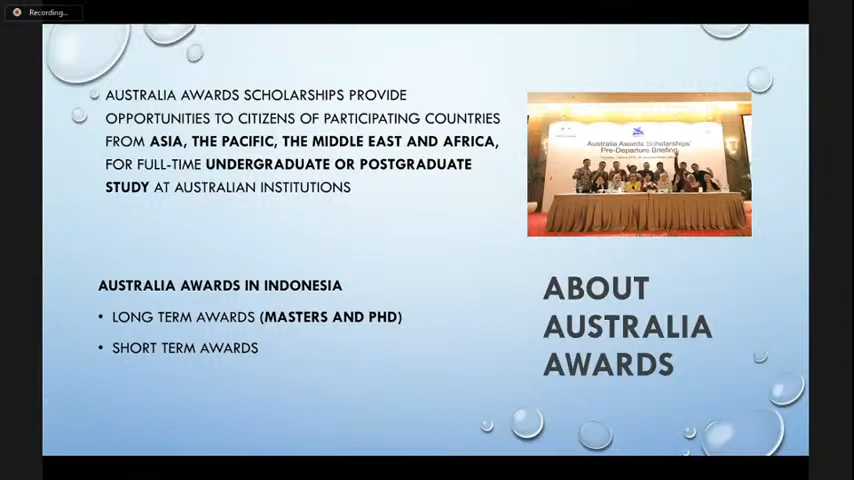 Recording...
AUSTRALIA AWARDS SCHOLARSHIPS PROVIDE
OPPORTUNITIES TO CITIZENS OF PARTICIPATING COUNTRIES
FROM ASIA, THE PACIFIC, THE MIDDLE EAST AND AFRICA,
FOR FULL-TIME UNDERGRADUATE OR POSTGRADUATE
STUDY AT AUSTRALIAN INSTITUTIONS
AUSTRALIA AWARDS IN INDONESIA
• LONG TERM AWARDS (MASTERS AND PHD)
• SHORT TERM AWARDS
Australia Awards Scholarships'
Pre-Departure Briefing
ABOUT
AUSTRALIA
AWARDS